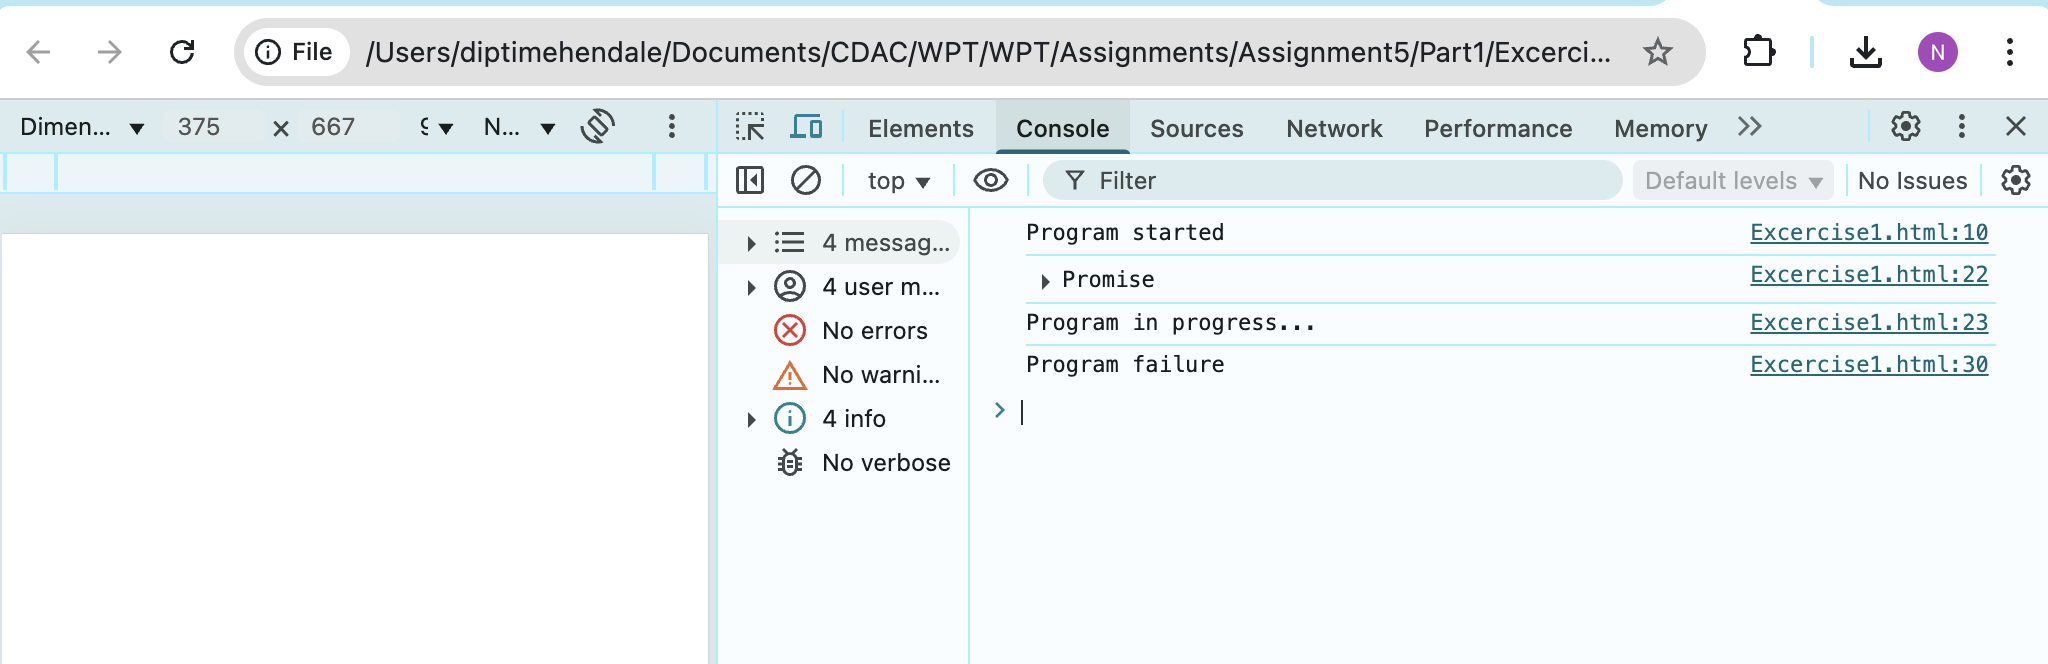 File /Users/diptimehendale/Documents/CDAC/WPT/WPT/Assignments/Assignment5/Part1/Excerci... N
Dimen... 375 × 667 N... Elements Console Sources Network Performance Memory
top Filter Default levels No Issues
4 messag...
4 user m...
No errors
No warni...
4 info
No verbose
Program started Excercise1.html:10
Promise Excercise1.html:22
Program in progress... Excercise1.html:23
Program failure Excercise1.html:30